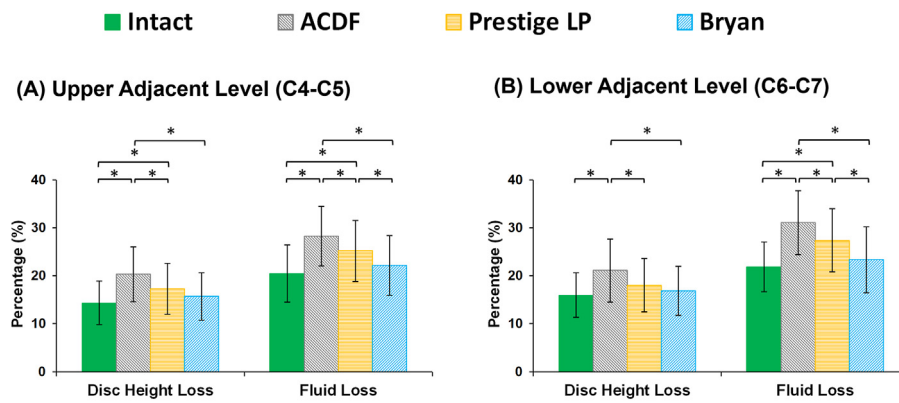 Intact ACDF Prestige LP Bryan
(A) Upper Adjacent Level (C4-C5)
* * * * * * * * *
Percentage (%)
40
30
20
10
0
Disc Height Loss Fluid Loss
(B) Lower Adjacent Level (C6-C7)
* * * * * * * *
Percentage (%)
40
30
20
10
0
Disc Height Loss Fluid Loss